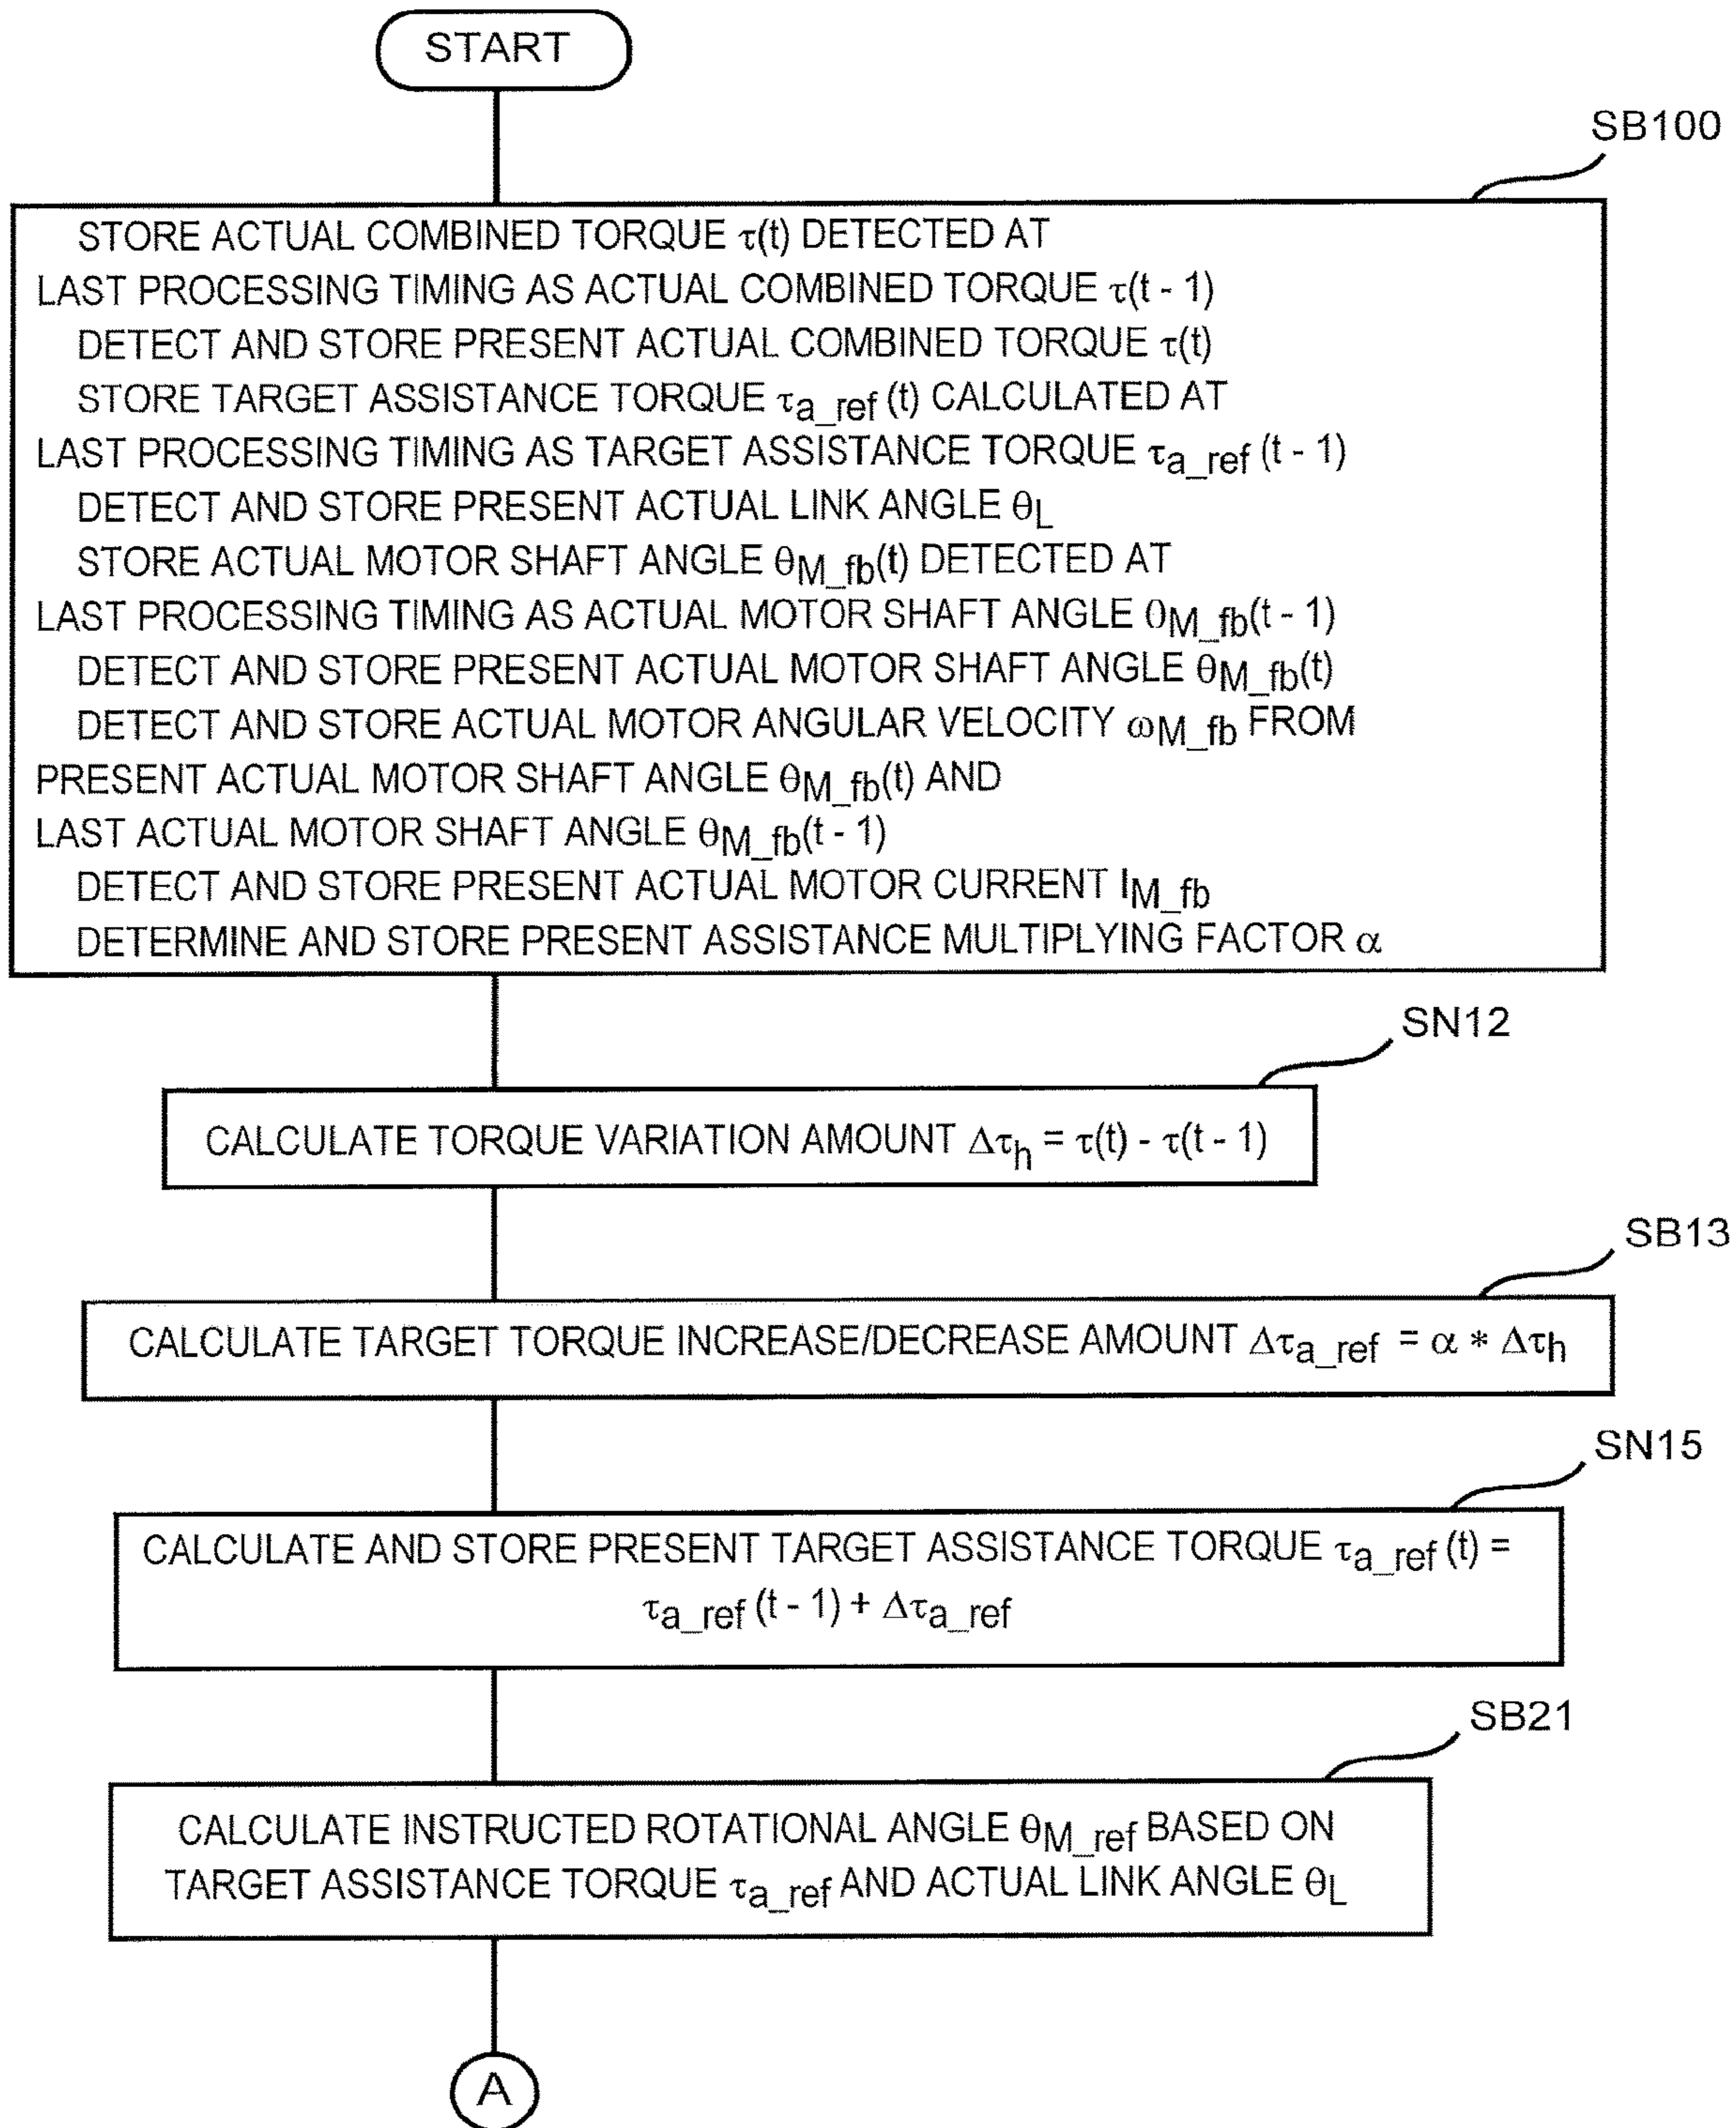 START
SB100
STORE ACTUAL COMBINED TORQUE τ(t) DETECTED AT
LAST PROCESSING TIMING AS ACTUAL COMBINED TORQUE τ(t - 1)
DETECT AND STORE PRESENT ACTUAL COMBINED TORQUE τ(t)
STORE TARGET ASSISTANCE TORQUE τa_ref (t) CALCULATED AT
LAST PROCESSING TIMING AS TARGET ASSISTANCE TORQUE τa_ref (t - 1)
DETECT AND STORE PRESENT ACTUAL LINK ANGLE θL
STORE ACTUAL MOTOR SHAFT ANGLE θM_fb(t) DETECTED AT
LAST PROCESSING TIMING AS ACTUAL MOTOR SHAFT ANGLE θM_fb(t - 1)
DETECT AND STORE PRESENT ACTUAL MOTOR SHAFT ANGLE θM_fb(t)
DETECT AND STORE ACTUAL MOTOR ANGULAR VELOCITY ωM_fb FROM
PRESENT ACTUAL MOTOR SHAFT ANGLE θM_fb(t) AND
LAST ACTUAL MOTOR SHAFT ANGLE θM_fb(t - 1)
DETECT AND STORE PRESENT ACTUAL MOTOR CURRENT IM_fb
DETERMINE AND STORE PRESENT ASSISTANCE MULTIPLYING FACTOR α
SN12
CALCULATE TORQUE VARIATION AMOUNT Δτh = τ(t) - τ(t - 1)
SB13
CALCULATE TARGET TORQUE INCREASE/DECREASE AMOUNT Δτa_ref = α * Δτh
SN15
CALCULATE AND STORE PRESENT TARGET ASSISTANCE TORQUE τa_ref (t) =
τa_ref (t - 1) + Δτa_ref
SB21
CALCULATE INSTRUCTED ROTATIONAL ANGLE θM_ref BASED ON
TARGET ASSISTANCE TORQUE τa_ref AND ACTUAL LINK ANGLE θL
A